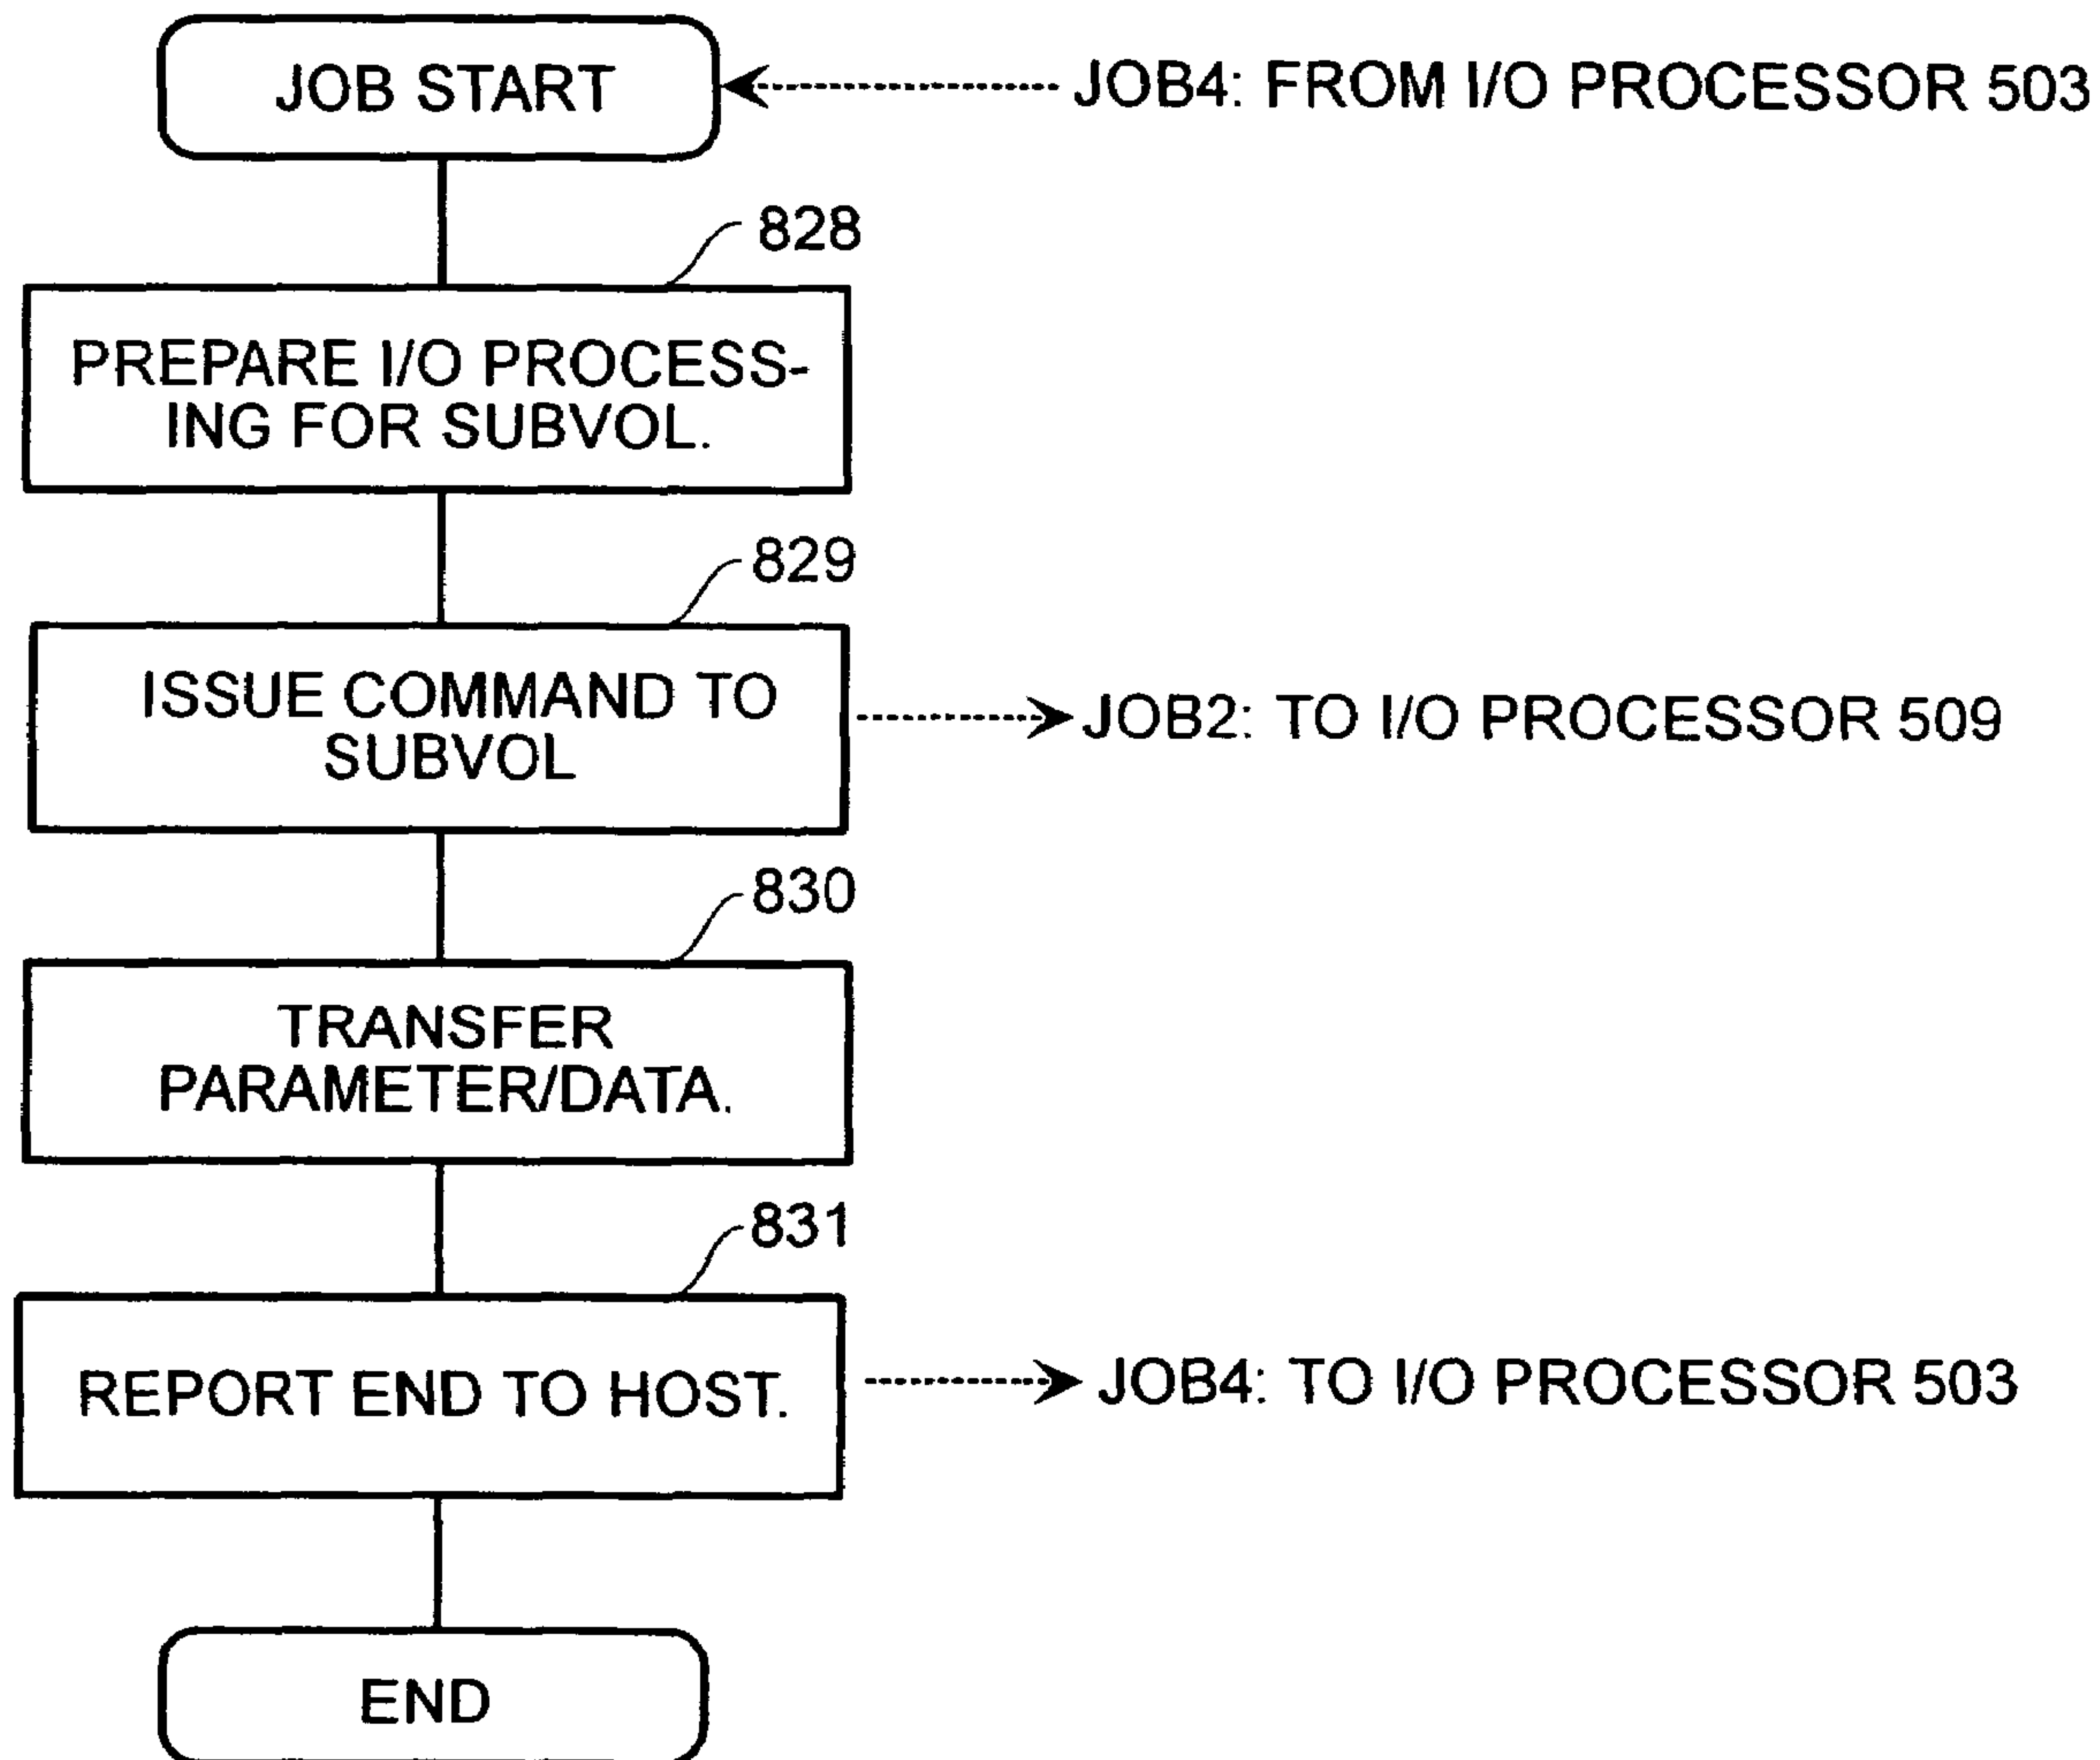 JOB START
JOB4: FROM I/O PROCESSOR 503
828
PREPARE I/O PROCESS-
ING FOR SUBVOL.
829
ISSUE COMMAND TO
SUBVOL
JOB2: TO I/O PROCESSOR 509
830
TRANSFER
PARAMETER/DATA.
831
REPORT END TO HOST.
JOB4: TO I/O PROCESSOR 503
END